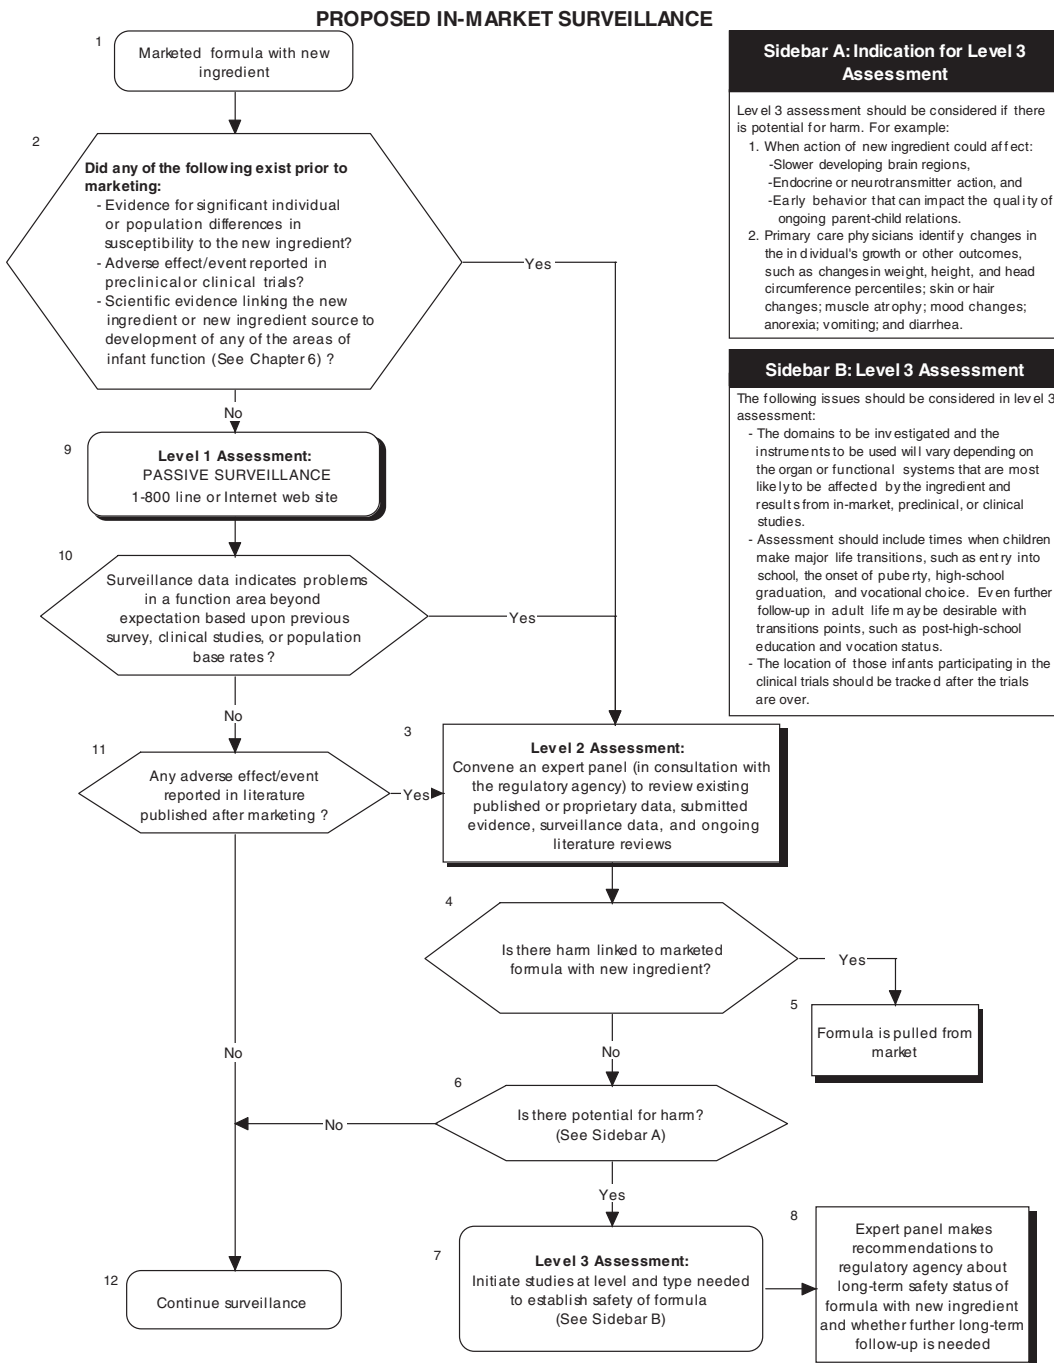 PROPOSED IN-MARKET SURVEILLANCE
1
Marketed formula with new
ingredient
2
Did any of the following exist prior to
marketing:
- Evidence for significant individual
or population differences in
susceptibility to the new ingredient?
- Adverse effect/event reported in
preclinical or clinical trials?
- Scientific evidence linking the new
ingredient or new ingredient source to
development of any of the areas of
infant function (See Chapter 6) ?
Yes
No
9
Level 1 Assessment:
PASSIVE SURVEILLANCE
1-800 line or Internet web site
10
Surveillance data indicates problems
in a function area beyond
expectation based upon previous
survey, clinical studies, or population
base rates ?
Yes
No
11
Any adverse effect/event
reported in literature
published after marketing ?
Yes
3
Level 2 Assessment:
Convene an expert panel (in consultation with
the regulatory agency) to review existing
published or proprietary data, submitted
evidence, surveillance data, and ongoing
literature reviews
4
Is there harm linked to marketed
formula with new ingredient?
Yes
5
Formula is pulled from
market
No
No
6
Is there potential for harm?
(See Sidebar A)
No
Yes
7
Level 3 Assessment:
Initiate studies at level and type needed
to establish safety of formula
(See Sidebar B)
8
Expert panel makes
recommendations to
regulatory agency about
long-term safety status of
formula with new ingredient
and whether further long-term
follow-up is needed
12
Continue surveillance
Sidebar A: Indication for Level 3
Assessment
Level 3 assessment should be considered if there
is potential for harm. For example:
1. When action of new ingredient could affect:
-Slower developing brain regions,
-Endocrine or neurotransmitter action, and
-Early behavior that can impact the quality of
ongoing parent-child relations.
2. Primary care physicians identify changes in
the individual's growth or other outcomes,
such as changes in weight, height, and head
circumference percentiles; skin or hair
changes; muscle atrophy; mood changes;
anorexia; vomiting; and diarrhea.
Sidebar B: Level 3 Assessment
The following issues should be considered in level 3
assessment:
- The domains to be investigated and the
instruments to be used will vary depending on
the organ or functional systems that are most
likely to be affected by the ingredient and
results from in-market, preclinical, or clinical
studies.
- Assessment should include times when children
make major life transitions, such as entry into
school, the onset of puberty, high-school
graduation, and vocational choice. Even further
follow-up in adult life may be desirable with
transitions points, such as post-high-school
education and vocation status.
- The location of those infants participating in the
clinical trials should be tracked after the trials
are over.